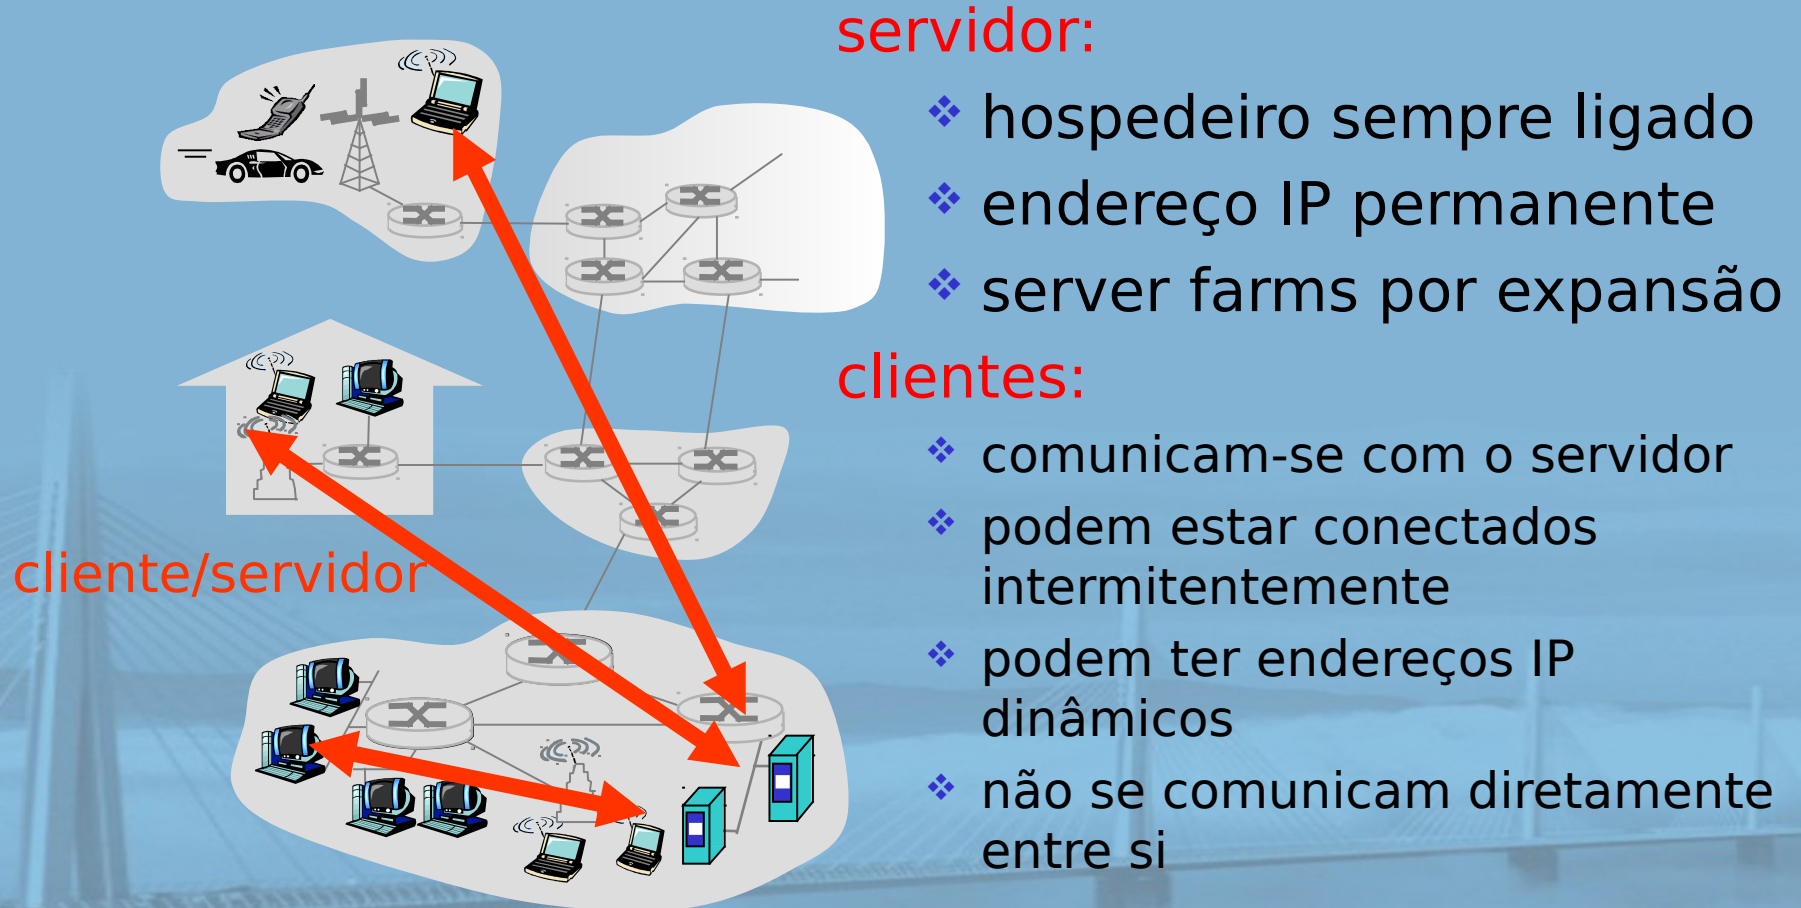 servidor:
hospedeiro sempre ligado
endereço IP permanente
server farms por expansão
clientes:
comunicam-se com o servidor
podem estar conectados
intermitentemente
podem ter endereços IP
dinâmicos
não se comunicam diretamente
entre si
cliente/servidor